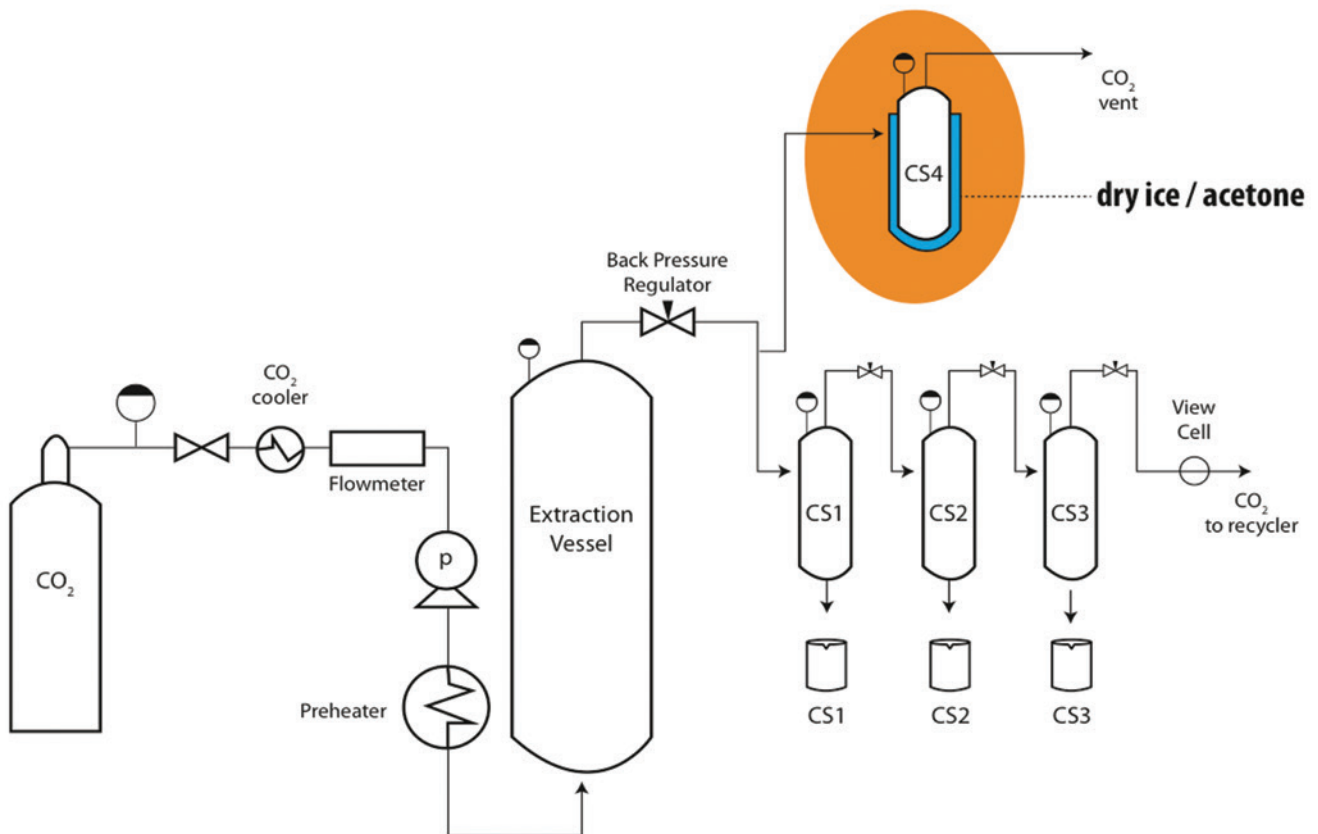 CO₂
CO₂
cooler
Flowmeter
p
Preheater
Extraction
Vessel
Back Pressure
Regulator
CS4
CO₂
vent
dry ice / acetone
CS1
CS2
CS3
View
Cell
CO₂
to recycler
CS1
CS2
CS3